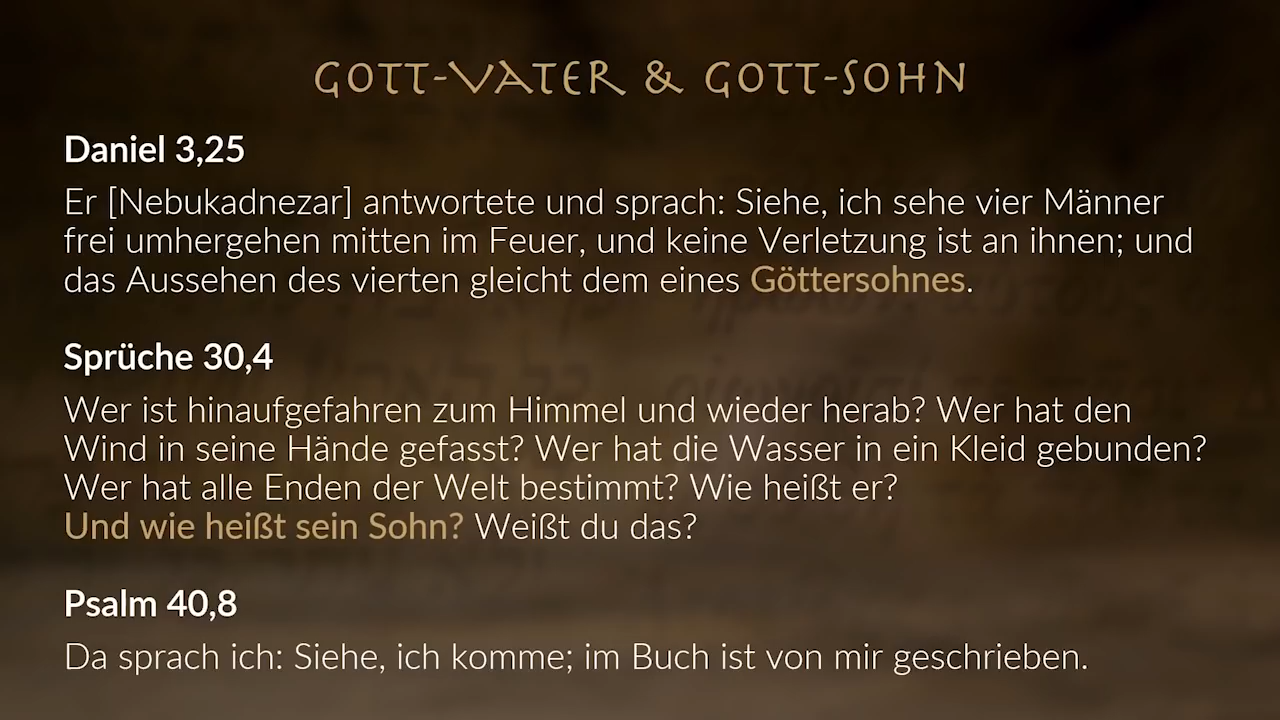 GOTT-VATER & GOTT-SOHN
Daniel 3,25
Er [Nebukadnezar] antwortete und sprach: Siehe, ich sehe vier Männer
frei umhergehen mitten im Feuer, und keine Verletzung ist an ihnen; und
das Aussehen des vierten gleicht dem eines Göttersohnes.
Sprüche 30,4
Wer ist hinaufgefahren zum Himmel und wieder herab? Wer hat den
Wind in seine Hände gefasst? Wer hat die Wasser in ein Kleid gebunden?
Wer hat alle Enden der Welt bestimmt? Wie heißt er?
Und wie heißt sein Sohn? Weißt du das?
Psalm 40,8
Da sprach ich: Siehe, ich komme; im Buch ist von mir geschrieben.